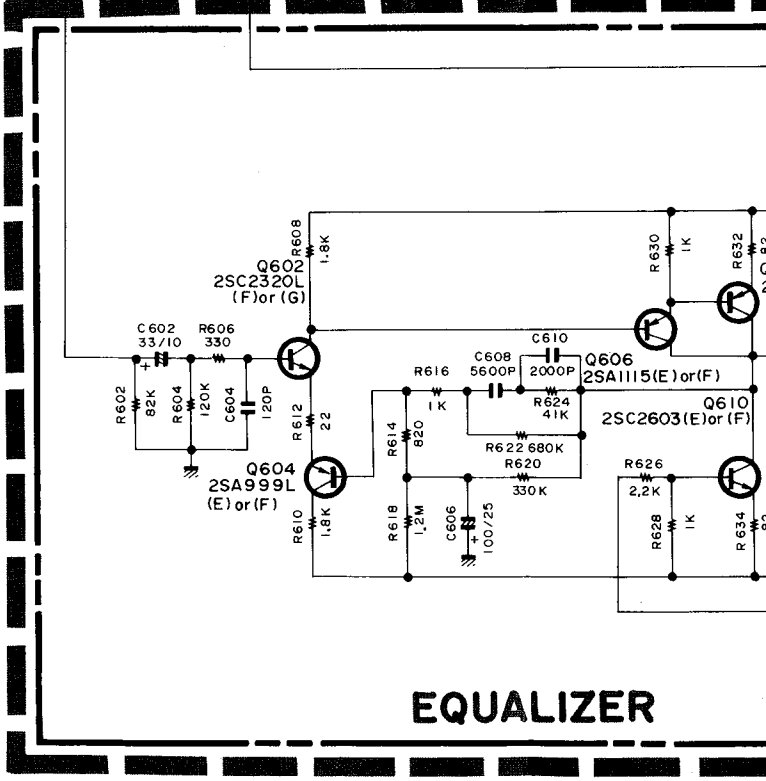 R608
1.8K
R630
1K
R632
Q602
2SC2320L
(F)or (G)
C602
33/10
+
R606
330
R602
82K
R604
120K
C604
120P
R612
22
R616
1K
C608
5600P
C610
2000P
Q606
2SA1115(E)or(F)
R624
41K
Q610
2SC2603(E)or(F)
R614
820
R622 680K
R620
330K
R626
2,2K
Q604
2SA999L
(E)or(F)
R610
1.8K
R618
1.2M
C606
100/25
+
R628
1K
R634
EQUALIZER